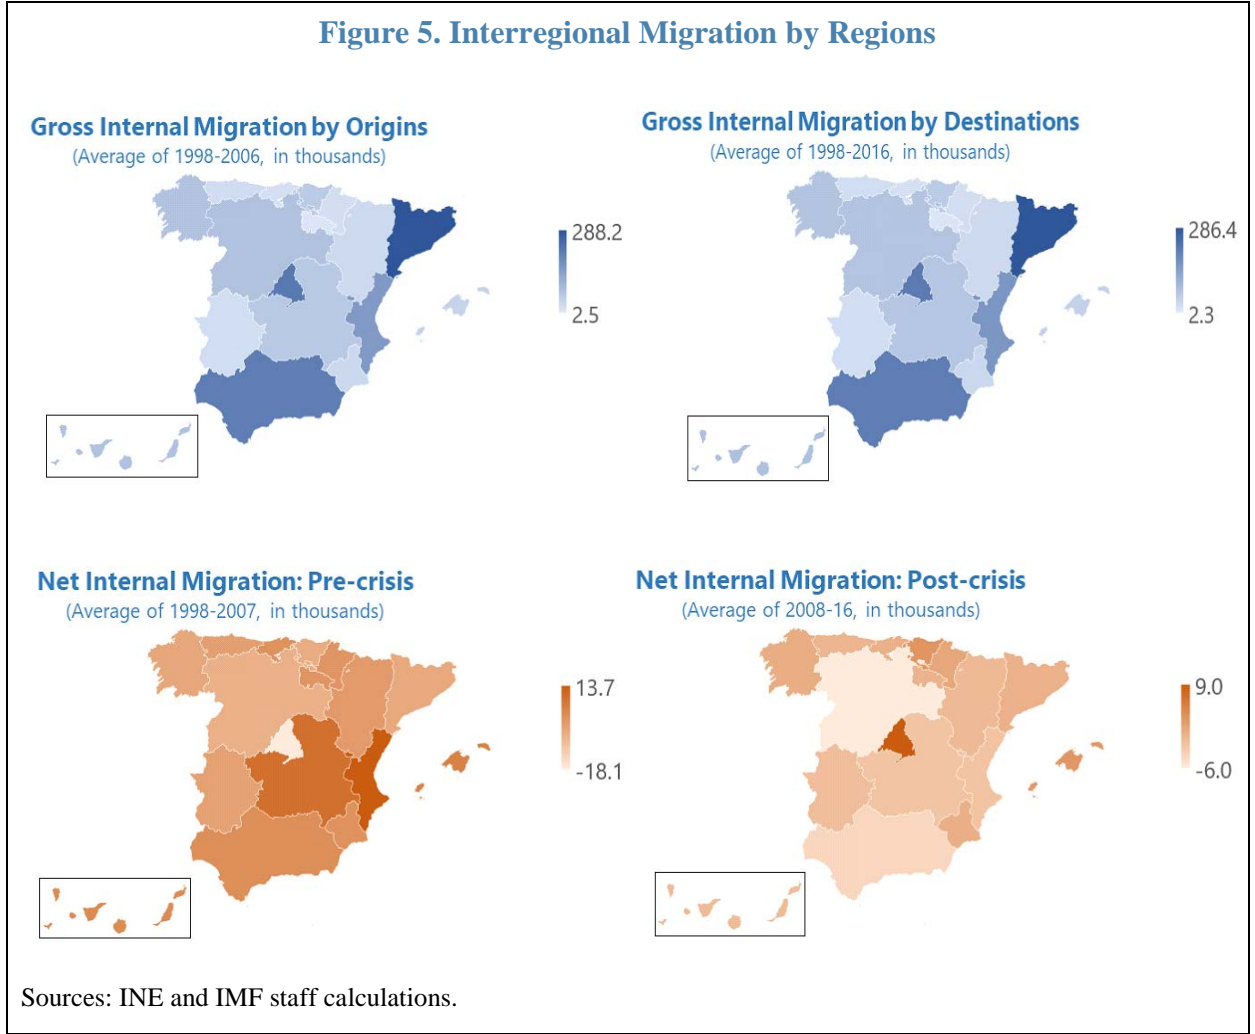 Figure 5. Interregional Migration by Regions
Gross Internal Migration by Origins
(Average of 1998-2006, in thousands)
288.2
2.5
Gross Internal Migration by Destinations
(Average of 1998-2016, in thousands)
286.4
2.3
Net Internal Migration: Pre-crisis
(Average of 1998-2007, in thousands)
13.7
-18.1
Net Internal Migration: Post-crisis
(Average of 2008-16, in thousands)
9.0
-6.0
Sources: INE and IMF staff calculations.